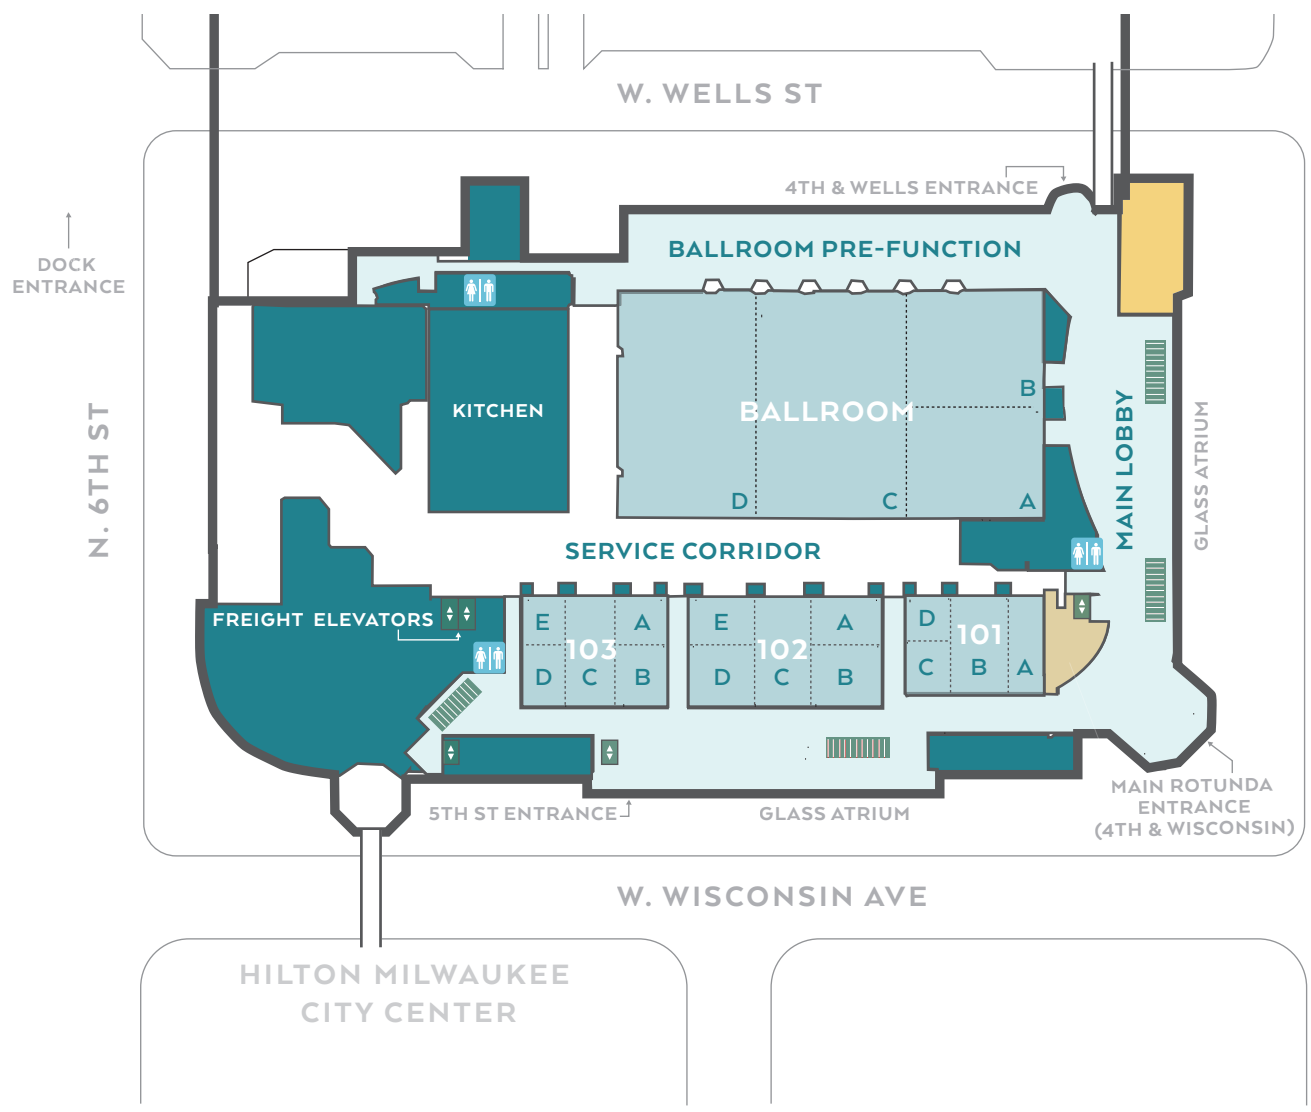 W. WELLS ST
4TH & WELLS ENTRANCE
DOCK
ENTRANCE
BALLROOM PRE-FUNCTION
N. 6TH ST
KITCHEN
BALLROOM
B
D
C
A
MAIN LOBBY
GLASS ATRIUM
SERVICE CORRIDOR
FREIGHT ELEVATORS
E
A
103
D
C
B
E
A
102
D
C
B
D
101
C
B
A
5TH ST ENTRANCE
GLASS ATRIUM
MAIN ROTUNDA
ENTRANCE
(4TH & WISCONSIN)
W. WISCONSIN AVE
HILTON MILWAUKEE
CITY CENTER